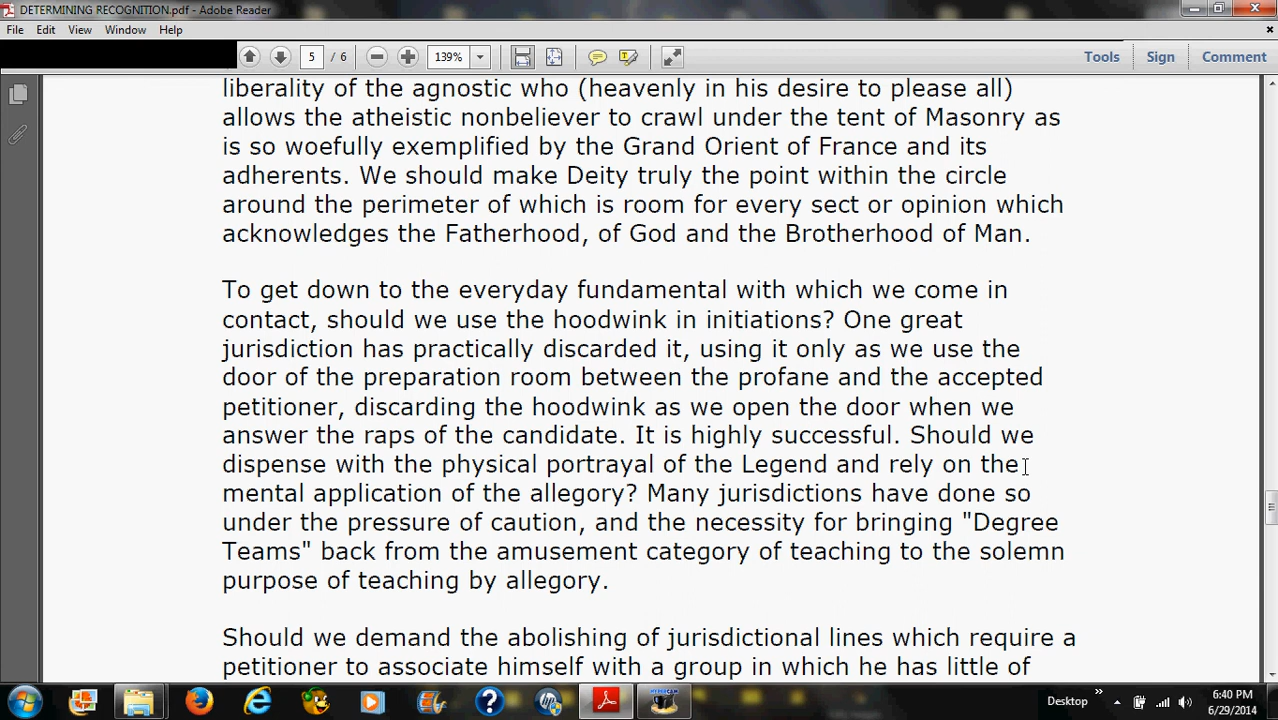 DETERMINING RECOGNITION.pdf - Adobe Reader
File Edit View Window Help
5 / 6 139% Tools Sign Comment
liberality of the agnostic who (heavenly in his desire to please all)
allows the atheistic nonbeliever to crawl under the tent of Masonry as
is so woefully exemplified by the Grand Orient of France and its
adherents. We should make Deity truly the point within the circle
around the perimeter of which is room for every sect or opinion which
acknowledges the Fatherhood, of God and the Brotherhood of Man.
To get down to the everyday fundamental with which we come in
contact, should we use the hoodwink in initiations? One great
jurisdiction has practically discarded it, using it only as we use the
door of the preparation room between the profane and the accepted
petitioner, discarding the hoodwink as we open the door when we
answer the raps of the candidate. It is highly successful. Should we
dispense with the physical portrayal of the Legend and rely on the
mental application of the allegory? Many jurisdictions have done so
under the pressure of caution, and the necessity for bringing "Degree
Teams" back from the amusement category of teaching to the solemn
purpose of teaching by allegory.
Should we demand the abolishing of jurisdictional lines which require a
petitioner to associate himself with a group in which he has little of
Desktop 6:40 PM
6/29/2014